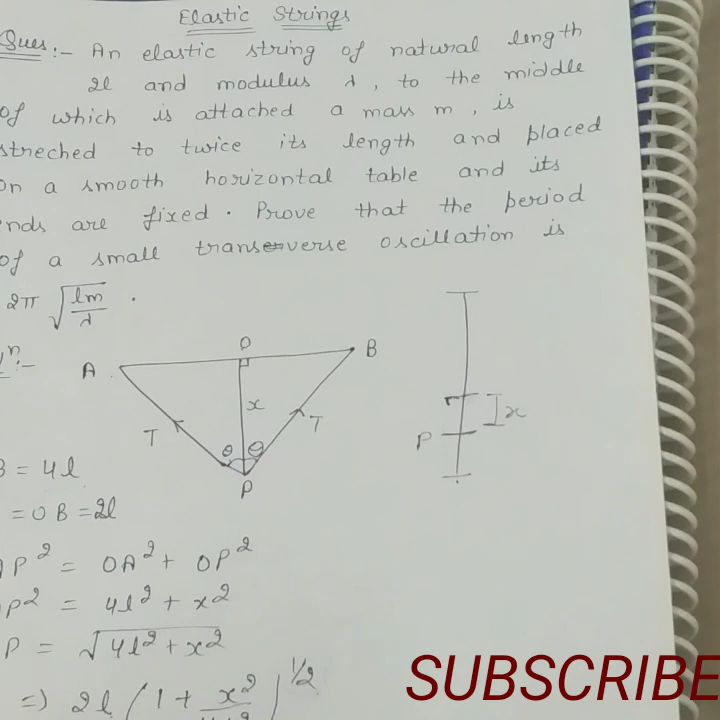 Elastic Strings
Ques :- An elastic string of natural length
2l and modulus λ, to the middle
of which is attached a mass m, is
streched to twice its length and placed
on a smooth horizontal table and its
nds are fixed. Prove that the period
of a small transverse oscillation is
2π √(lm/λ) .
n:-
A O B
x
T θ θ T
P
x
P
B = 4l
= OB = 2l
P² = OA² + OP²
P² = 4l² + x²
P = √(4l² + x²)
=) 2l (1 + x²/ )^1/2
SUBSCRIBE